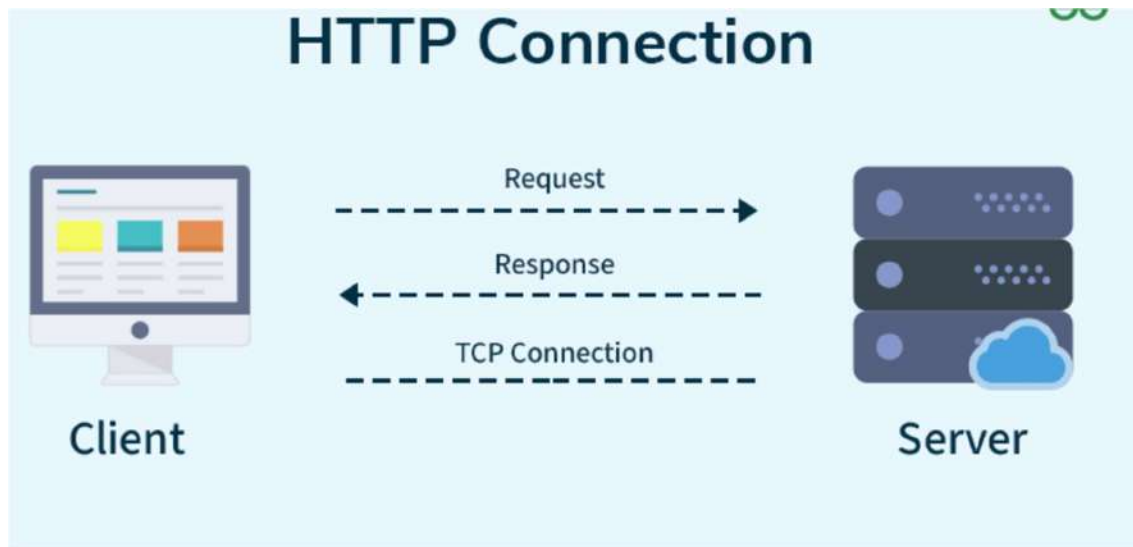 HTTP Connection
Request
Response
TCP Connection
Client
Server